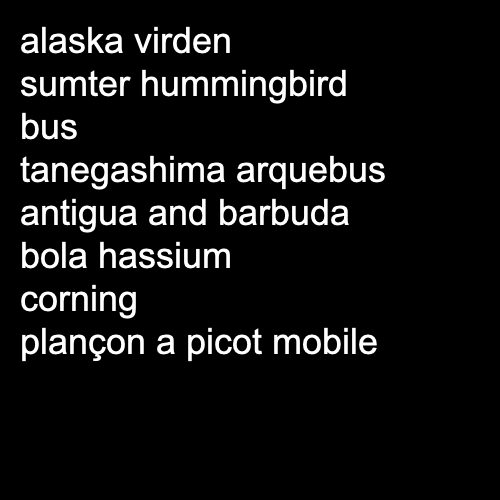 alaska virden
sumter hummingbird
bus
tanegashima arquebus
antigua and barbuda
bola hassium
corning
plançon a picot mobile